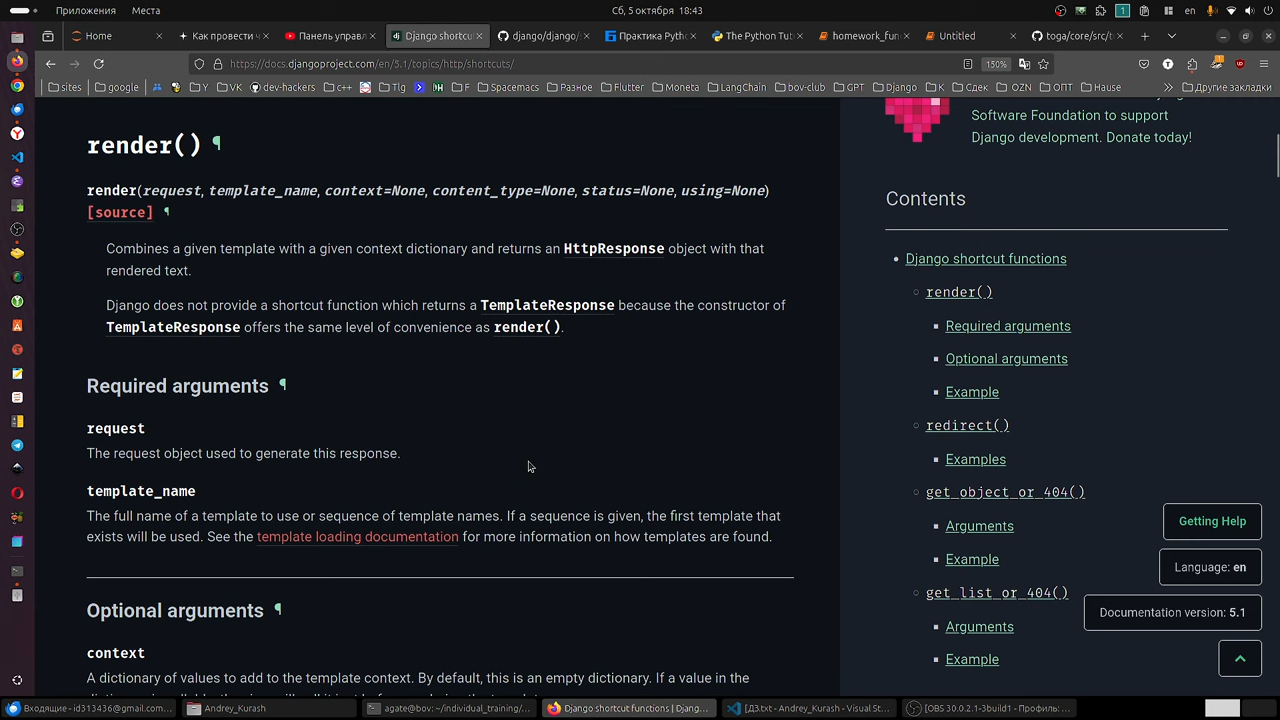 Приложения
Места
Сб, 5 октября 18:43
1
en
Home
Как провести ч
Панель управл
Django shortcu
django/django/
Практика Pytho
The Python Tut
homework_fun
Untitled
toga/core/src/t
https://docs.djangoproject.com/en/5.1/topics/http/shortcuts/
150%
sites
google
Y
VK
dev-hackers
c++
Tlg
F
Spacemacs
Разное
Flutter
Moneta
LangChain
bov-club
GPT
Django
К
Сдек
OZN
ОПТ
Hause
Другие закладки
render() ¶
render(request, template_name, context=None, content_type=None, status=None, using=None)
[source] ¶
Combines a given template with a given context dictionary and returns an HttpResponse object with that
rendered text.
Django does not provide a shortcut function which returns a TemplateResponse because the constructor of
TemplateResponse offers the same level of convenience as render().
Required arguments ¶
request
The request object used to generate this response.
template_name
The full name of a template to use or sequence of template names. If a sequence is given, the first template that
exists will be used. See the template loading documentation for more information on how templates are found.
Optional arguments ¶
context
A dictionary of values to add to the template context. By default, this is an empty dictionary. If a value in the
Software Foundation to support
Django development. Donate today!
Contents
Django shortcut functions
render()
Required arguments
Optional arguments
Example
redirect()
Examples
get_object_or_404()
Arguments
Example
get_list_or_404()
Arguments
Example
Getting Help
Language: en
Documentation version: 5.1
Входящие - id313436@gmail.com...
Andrey_Kurash
agate@bov: ~/individual_training/...
Django shortcut functions | Djang...
[ДЗ.txt - Andrey_Kurash - Visual St...
[OBS 30.0.2.1-3build1 - Профиль: ...